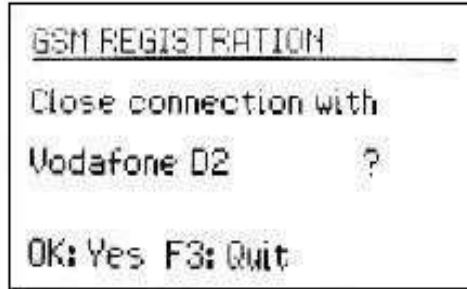 GSM REGISTRATION
Close connection with
Vodafone D2 ?
OK: Yes F3: Quit